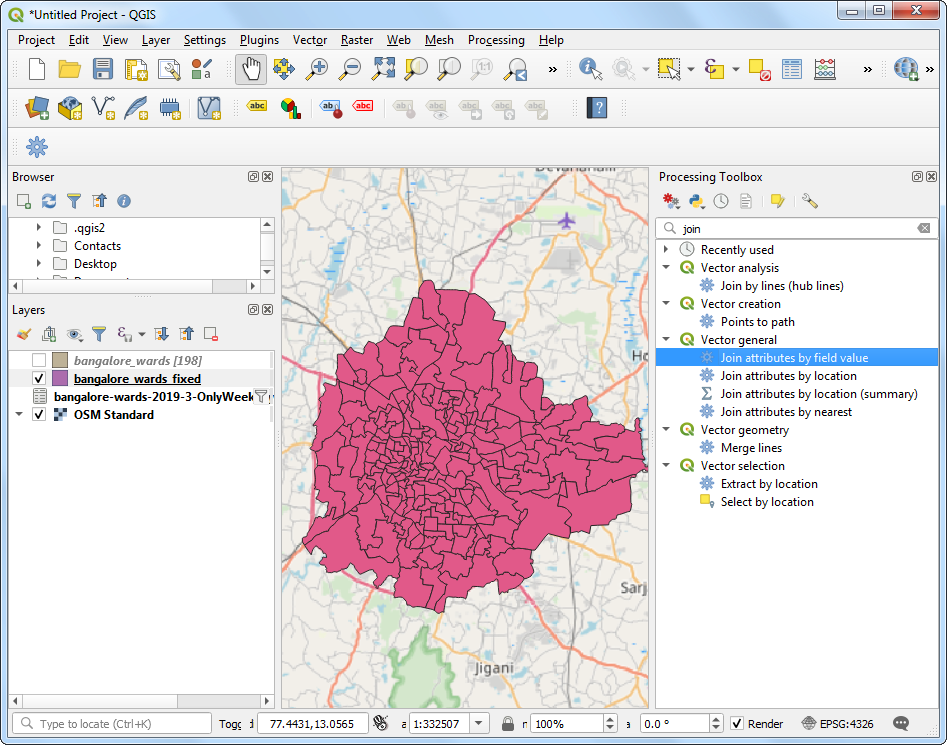 *Untitled Project - QGIS
Project Edit View Layer Settings Plugins Vector Raster Web Mesh Processing Help
abc abc abc
Browser
.qgis2
Contacts
Desktop
Layers
bangalore_wards [198]
bangalore_wards_fixed
bangalore-wards-2019-3-OnlyWeek
OSM Standard
Jigani
Sarj
Processing Toolbox
join
Recently used
Vector analysis
Join by lines (hub lines)
Vector creation
Points to path
Vector general
Join attributes by field value
Join attributes by location
Join attributes by location (summary)
Join attributes by nearest
Vector geometry
Merge lines
Vector selection
Extract by location
Select by location
Type to locate (Ctrl+K) Togg 77.4431,13.0565 1:332507 100% 0.0 ° Render EPSG:4326